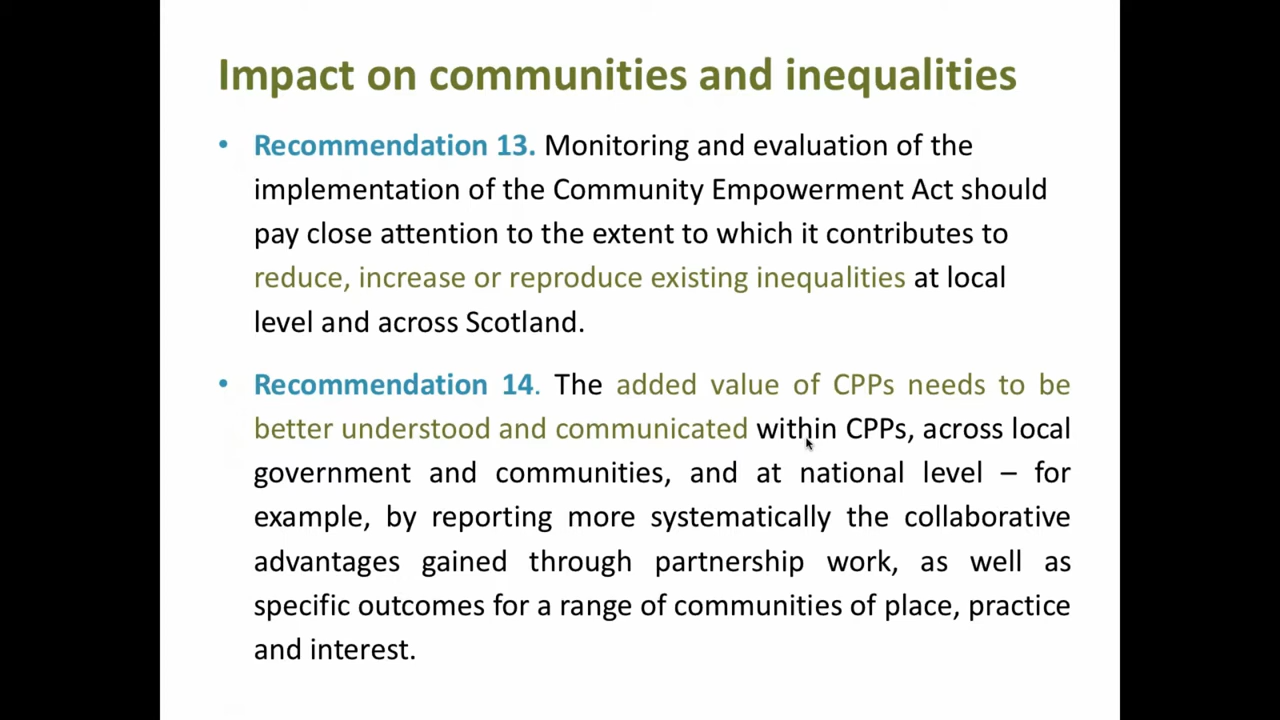 Impact on communities and inequalities
• Recommendation 13. Monitoring and evaluation of the
implementation of the Community Empowerment Act should
pay close attention to the extent to which it contributes to
reduce, increase or reproduce existing inequalities at local
level and across Scotland.
• Recommendation 14. The added value of CPPs needs to be
better understood and communicated within CPPs, across local
government and communities, and at national level – for
example, by reporting more systematically the collaborative
advantages gained through partnership work, as well as
specific outcomes for a range of communities of place, practice
and interest.